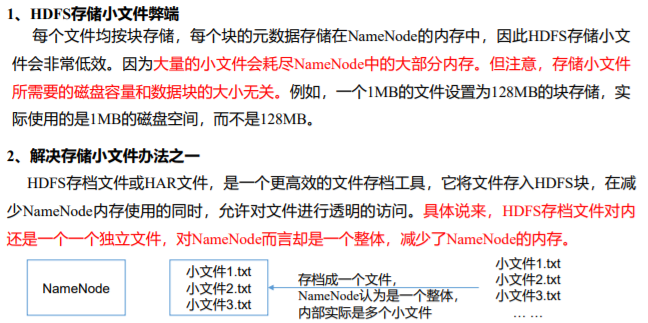 1、HDFS存储小文件弊端
每个文件均按块存储，每个块的元数据存储在NameNode的内存中，因此HDFS存储小文
件会非常低效。因为大量的小文件会耗尽NameNode中的大部分内存。但注意，存储小文件
所需要的磁盘容量和数据块的大小无关。例如，一个1MB的文件设置为128MB的块存储，实
际使用的是1MB的磁盘空间，而不是128MB。
2、解决存储小文件办法之一
HDFS存档文件或HAR文件，是一个更高效的文件存档工具，它将文件存入HDFS块，在减
少NameNode内存使用的同时，允许对文件进行透明的访问。具体说来，HDFS存档文件对内
还是一个一个独立文件，对NameNode而言却是一个整体，减少了NameNode的内存。
NameNode
小文件1.txt
小文件2.txt
小文件3.txt
存档成一个文件，
NameNode认为是一个整体，
内部实际是多个小文件
小文件1.txt
小文件2.txt
小文件3.txt
… …